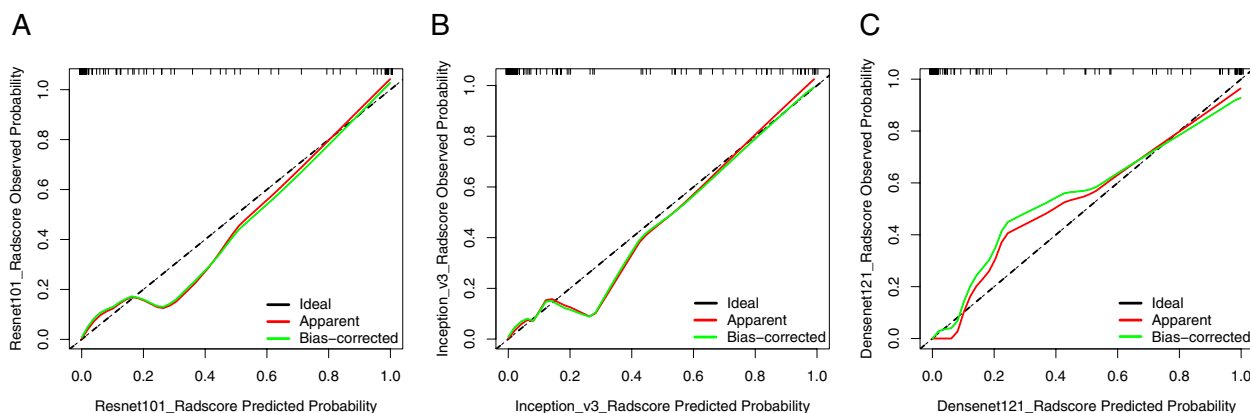 A
Resnet101_Radscore Observed Probability
1.0
0.8
0.6
0.4
0.2
0.0
Ideal
Apparent
Bias−corrected
0.0 0.2 0.4 0.6 0.8 1.0
Resnet101_Radscore Predicted Probability
B
Inception_v3_Radscore Observed Probability
1.0
0.8
0.6
0.4
0.2
0.0
Ideal
Apparent
Bias−corrected
0.0 0.2 0.4 0.6 0.8 1.0
Inception_v3_Radscore Predicted Probability
C
Densenet121_Radscore Observed Probability
1.0
0.8
0.6
0.4
0.2
0.0
Ideal
Apparent
Bias−corrected
0.0 0.2 0.4 0.6 0.8 1.0
Densenet121_Radscore Predicted Probability